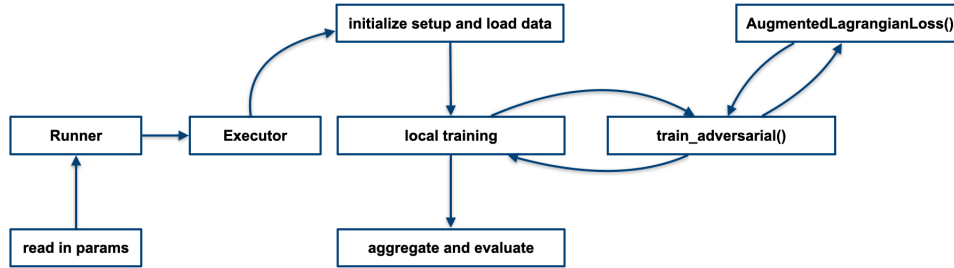 initialize setup and load data
AugmentedLagrangianLoss()
Runner
Executor
local training
train_adversarial()
read in params
aggregate and evaluate